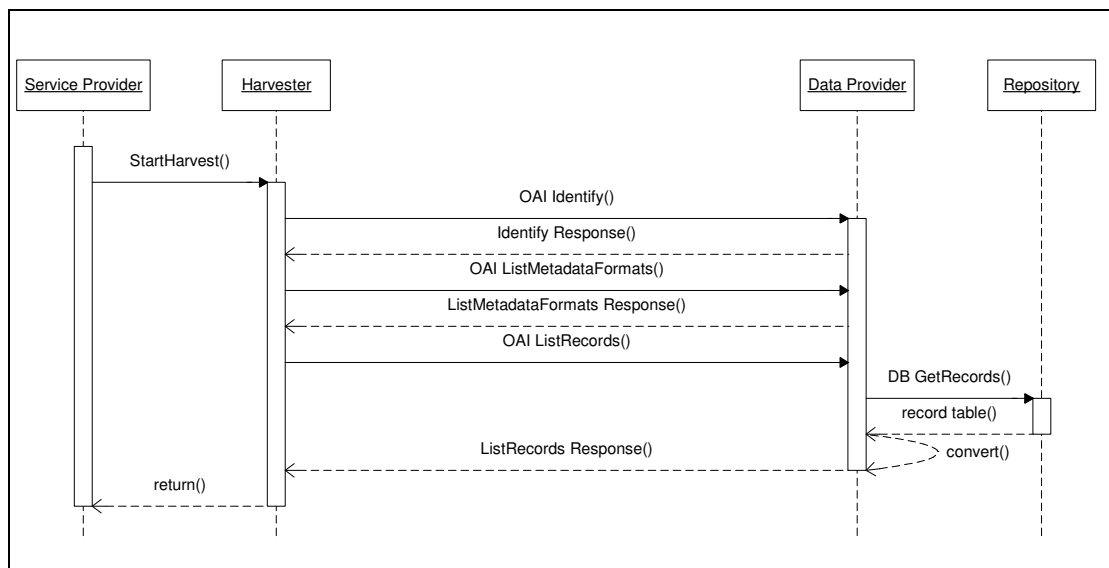 Service Provider
Harvester
Data Provider
Repository
StartHarvest()
OAI Identify()
Identify Response()
OAI ListMetadataFormats()
ListMetadataFormats Response()
OAI ListRecords()
DB GetRecords()
record table()
ListRecords Response()
convert()
return()